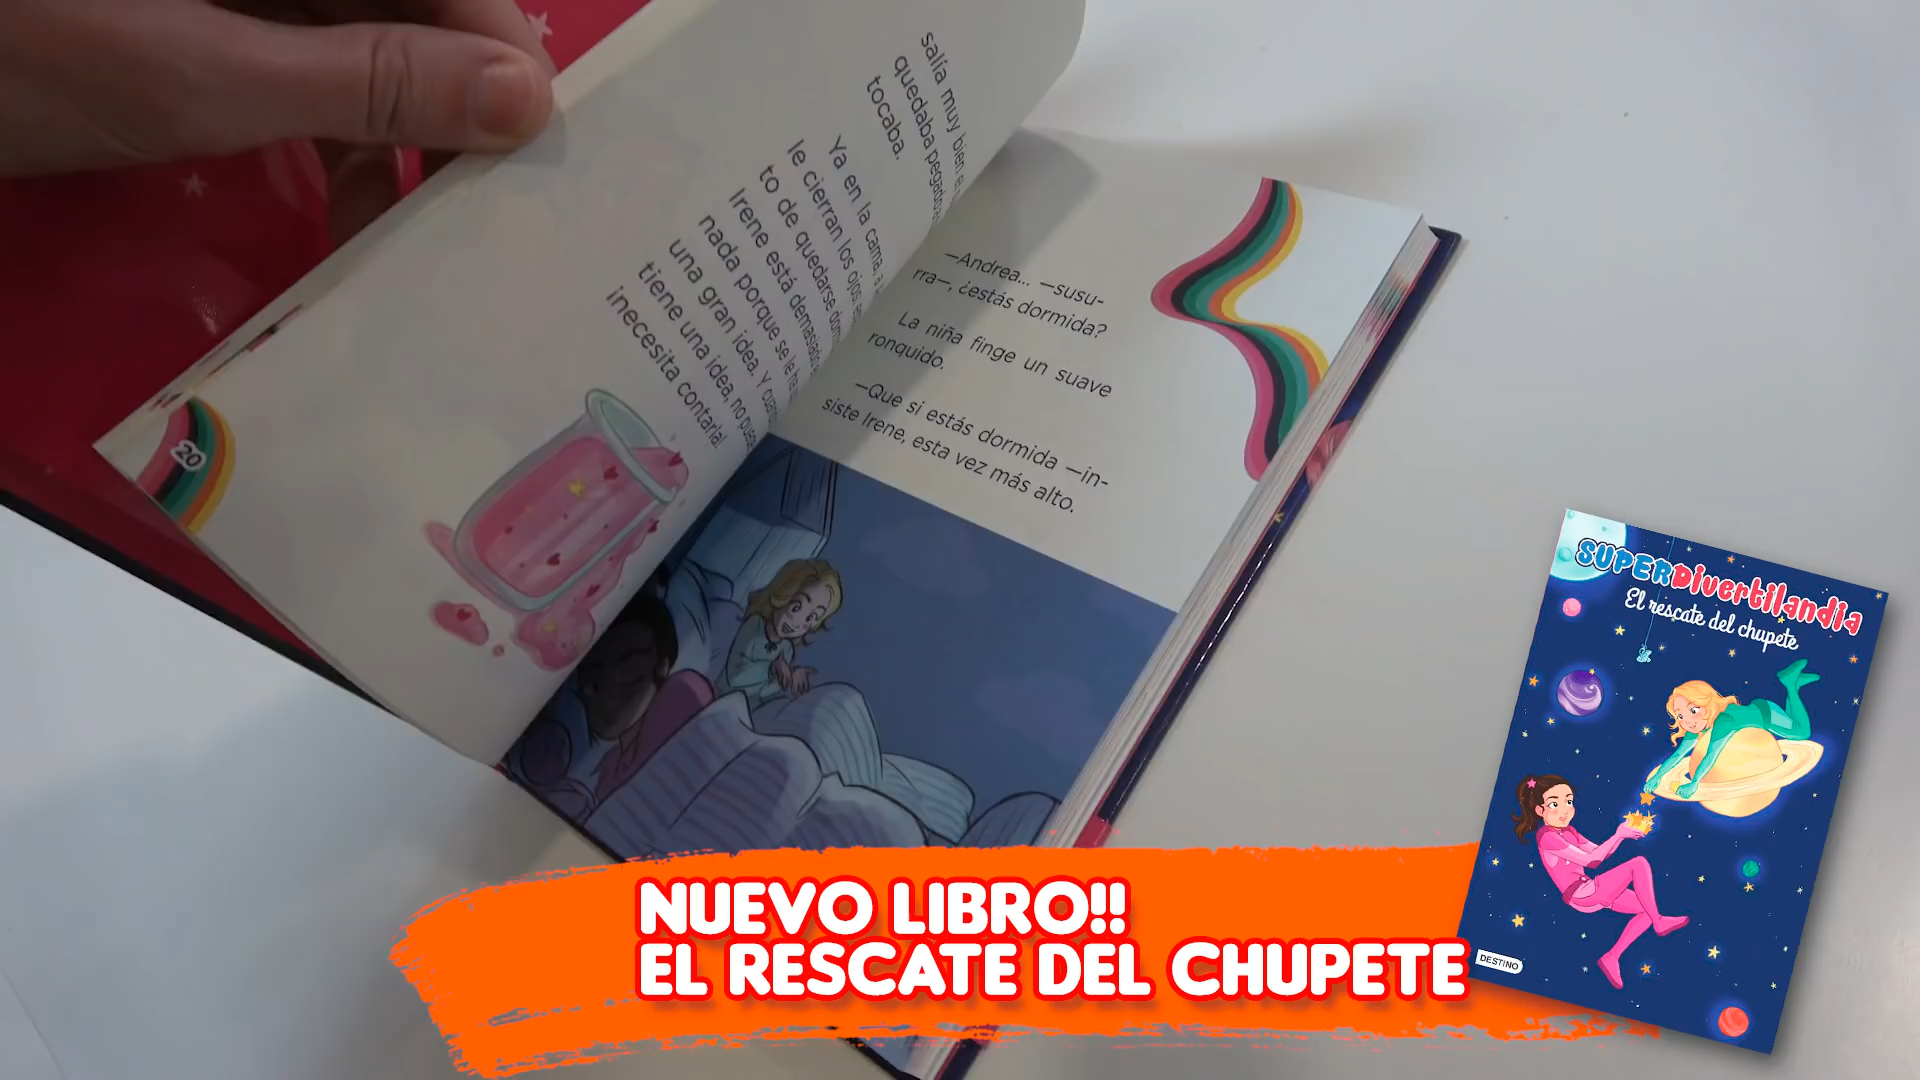 salía muy bien
quedaba pegado
tocaba.
Ya en la cama,
le cierran los ojos;
to de quedarse
Irene está demasiado
nada porque se le ha
una gran idea. Y
tiene una idea, no
¡necesita contarla!
20
—Andrea... —susu-
rra—, ¿estás dormida?
La niña finge un suave
ronquido.
—Que si estás dormida —in-
siste Irene, esta vez más alto.
SUPERDivertilandia
El rescate del chupete
DESTINO
NUEVO LIBRO!!
EL RESCATE DEL CHUPETE